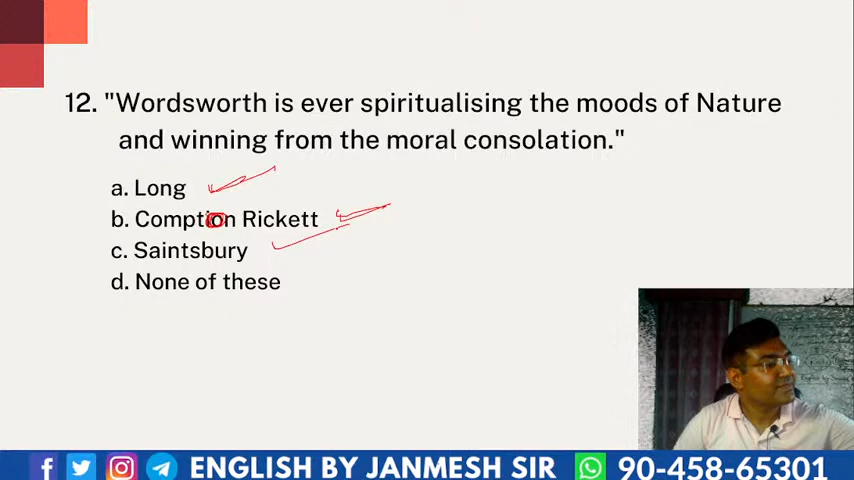 12. "Wordsworth is ever spiritualising the moods of Nature
and winning from the moral consolation."
a. Long
b. Comption Rickett
c. Saintsbury
d. None of these
ENGLISH BY JANMESH SIR 90-458-65301